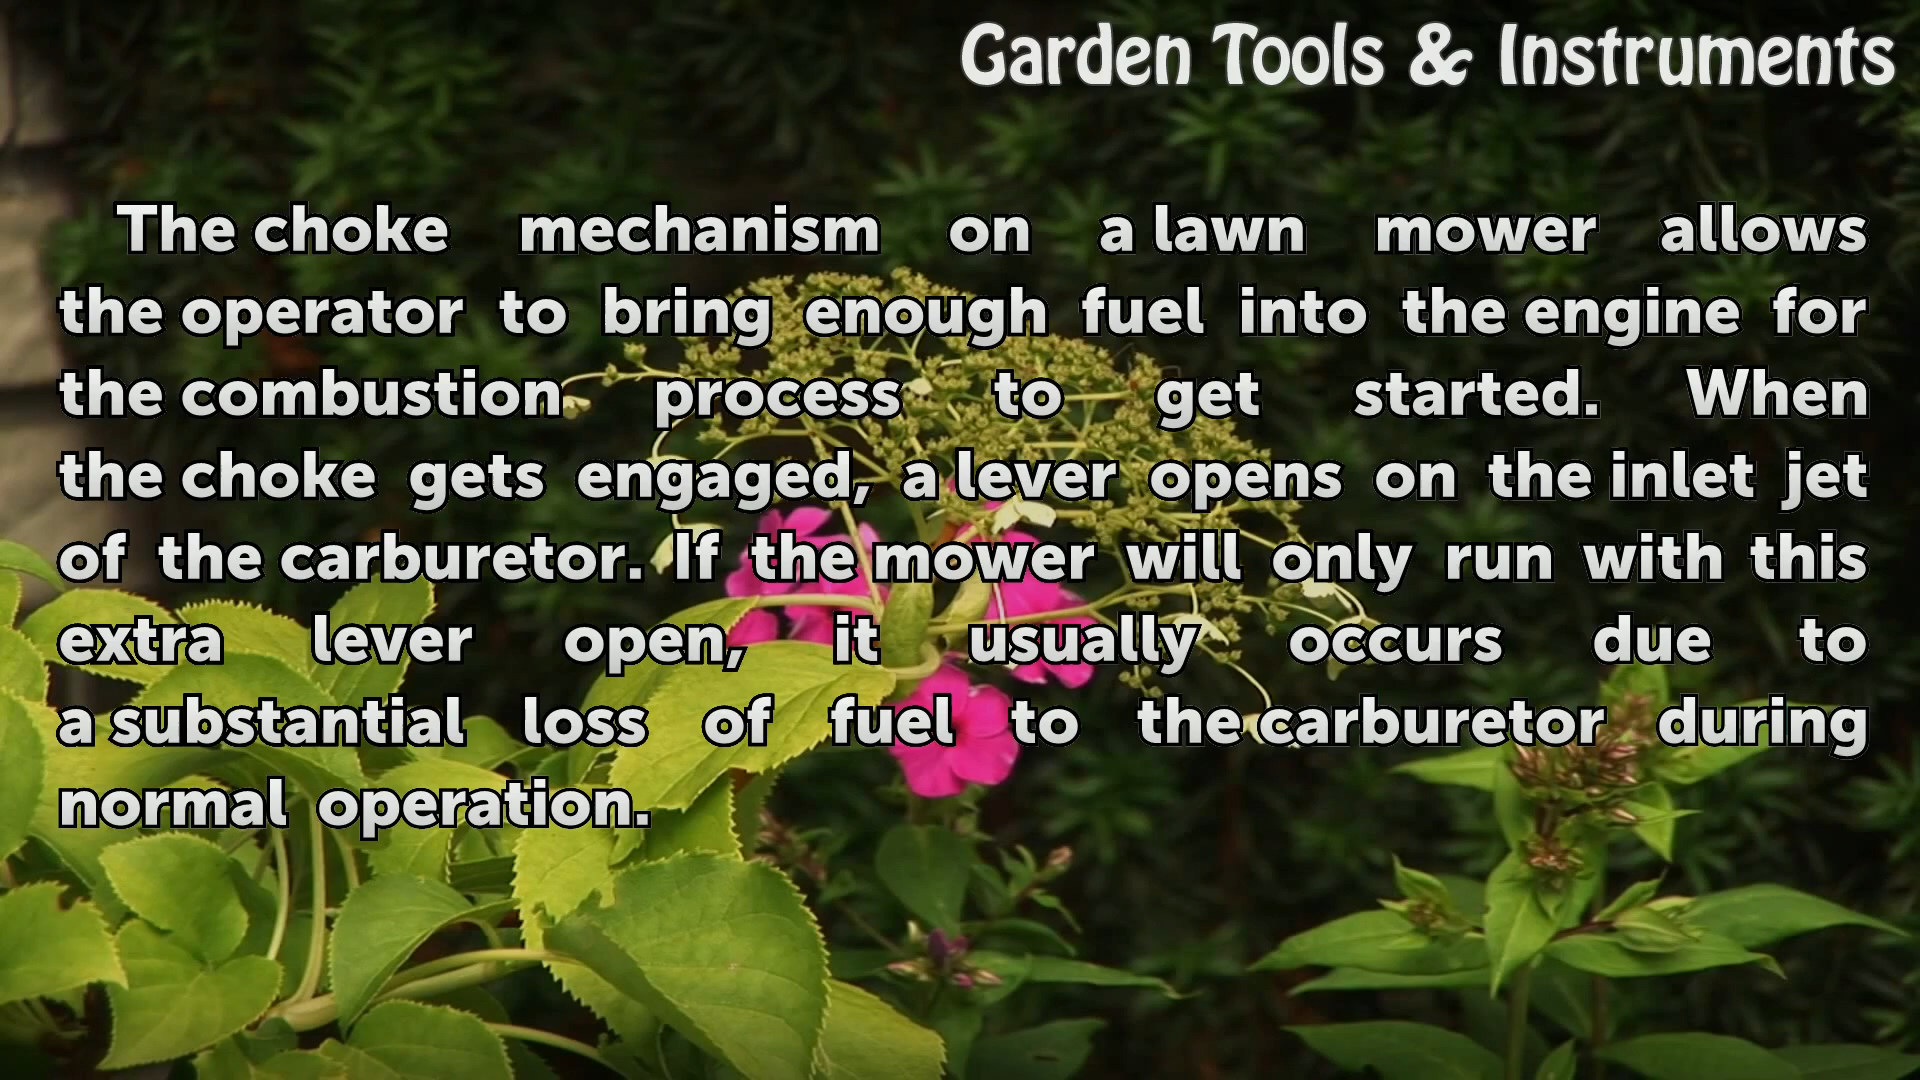 Garden Tools & Instruments
The choke mechanism on a lawn mower allows
the operator to bring enough fuel into the engine for
the combustion process to get started. When
the choke gets engaged, a lever opens on the inlet jet
of the carburetor. If the mower will only run with this
extra lever open, it usually occurs due to
a substantial loss of fuel to the carburetor during
normal operation.